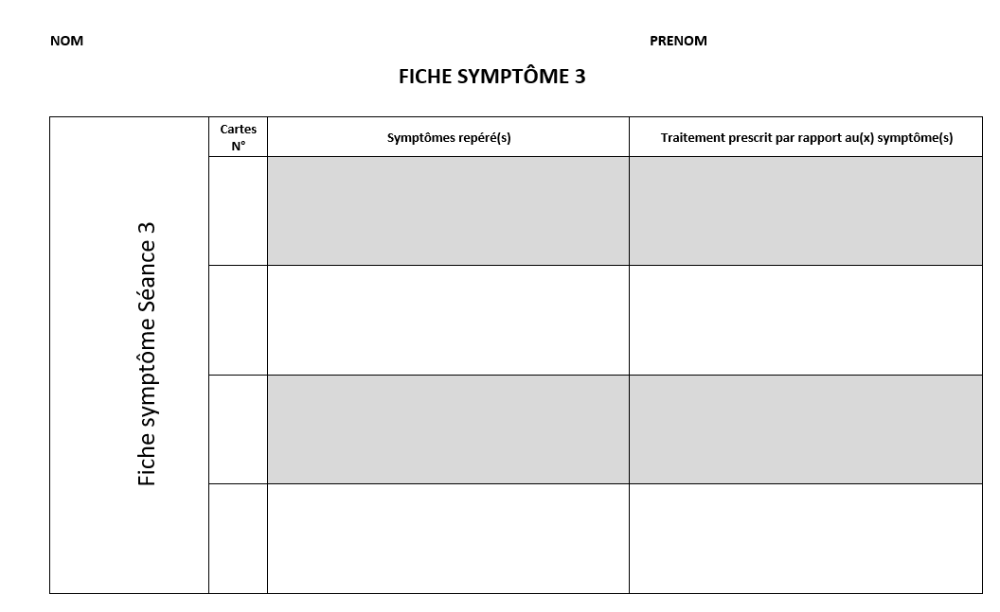 NOM PRENOM
FICHE SYMPTÔME 3
Cartes
N°
Symptômes repéré(s)
Traitement prescrit par rapport au(x) symptôme(s)
Fiche symptôme Séance 3